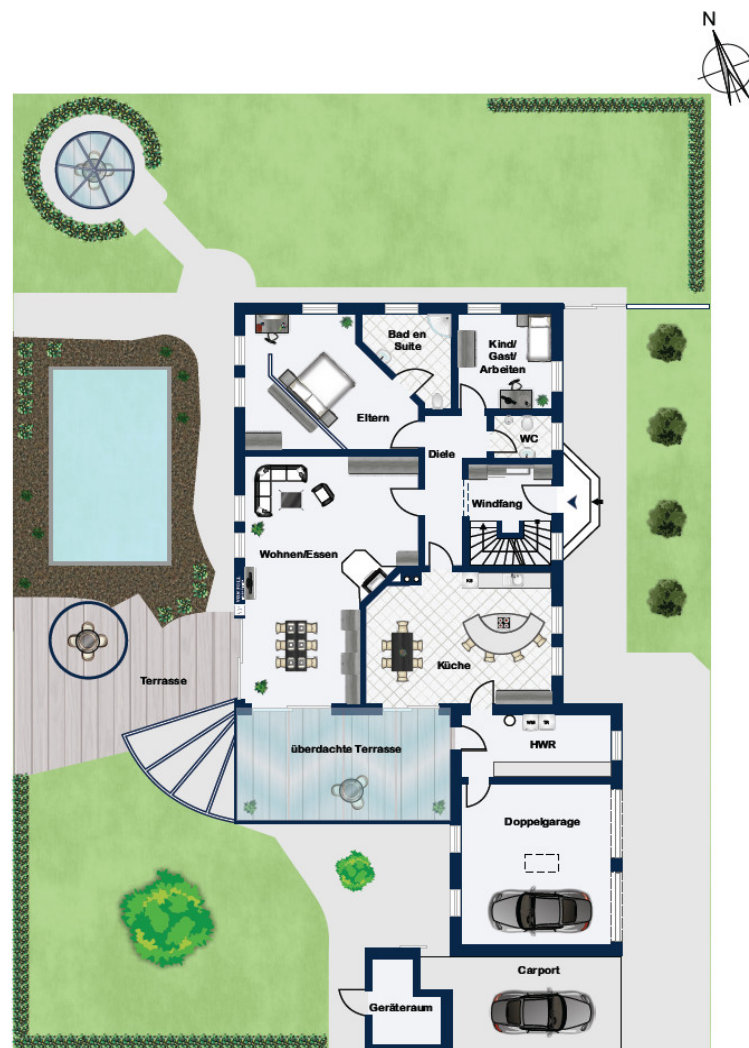 N
Bad en
Suite
Kind/
Gast/
Arbeiten
Eltern
WC
Diele
Windfang
Wohnen/Essen
Küche
Terrasse
überdachte Terrasse
HWR
Doppelgarage
Carport
Geräteraum